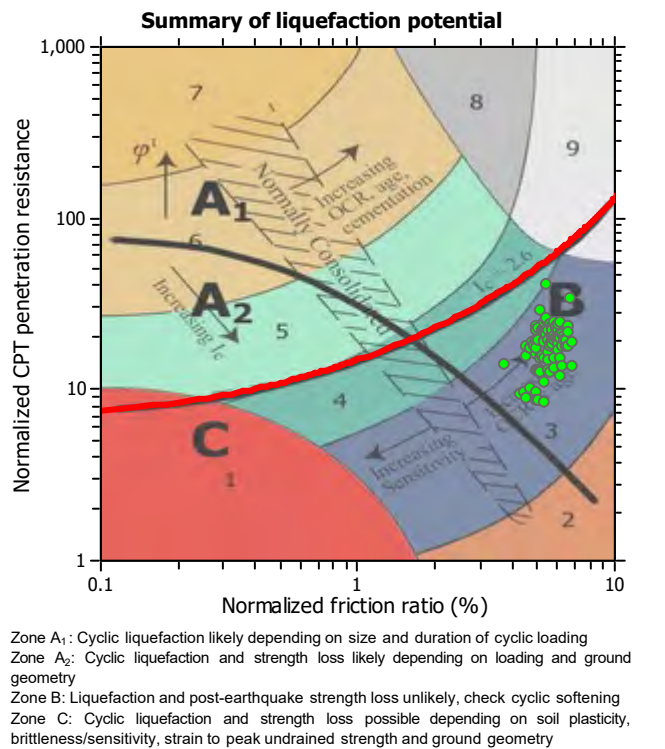 Summary of liquefaction potential
1,000
100
10
1
Normalized CPT penetration resistance
7
8
9
φ'
A1
Increasing
OCR, age,
cementation
Normally Consolidated
6
A2
Increasing Ic
5
Ic = 2.6
B
4
3
C
1
Increasing
Sensitivity
2
0.1
1
10
Normalized friction ratio (%)
Zone A1: Cyclic liquefaction likely depending on size and duration of cyclic loading
Zone A2: Cyclic liquefaction and strength loss likely depending on loading and ground
geometry
Zone B: Liquefaction and post-earthquake strength loss unlikely, check cyclic softening
Zone C: Cyclic liquefaction and strength loss possible depending on soil plasticity,
brittleness/sensitivity, strain to peak undrained strength and ground geometry